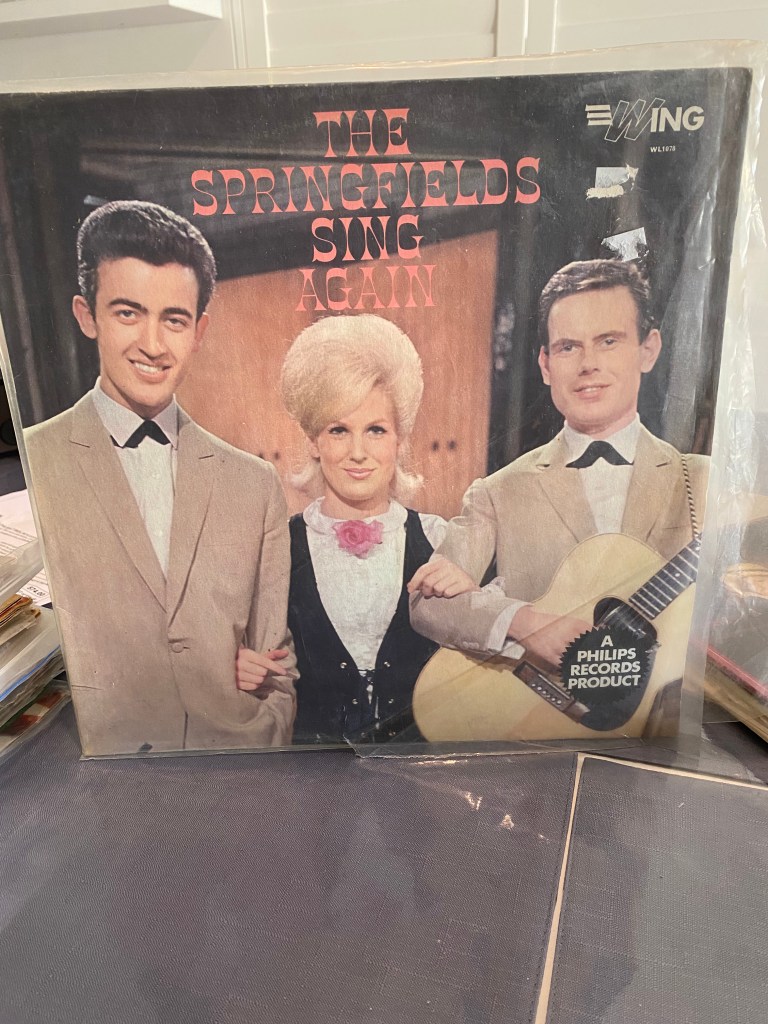 THE
SPRINGFIELDS
SING
AGAIN
WING
WL1078
A
PHILIPS
RECORDS
PRODUCT